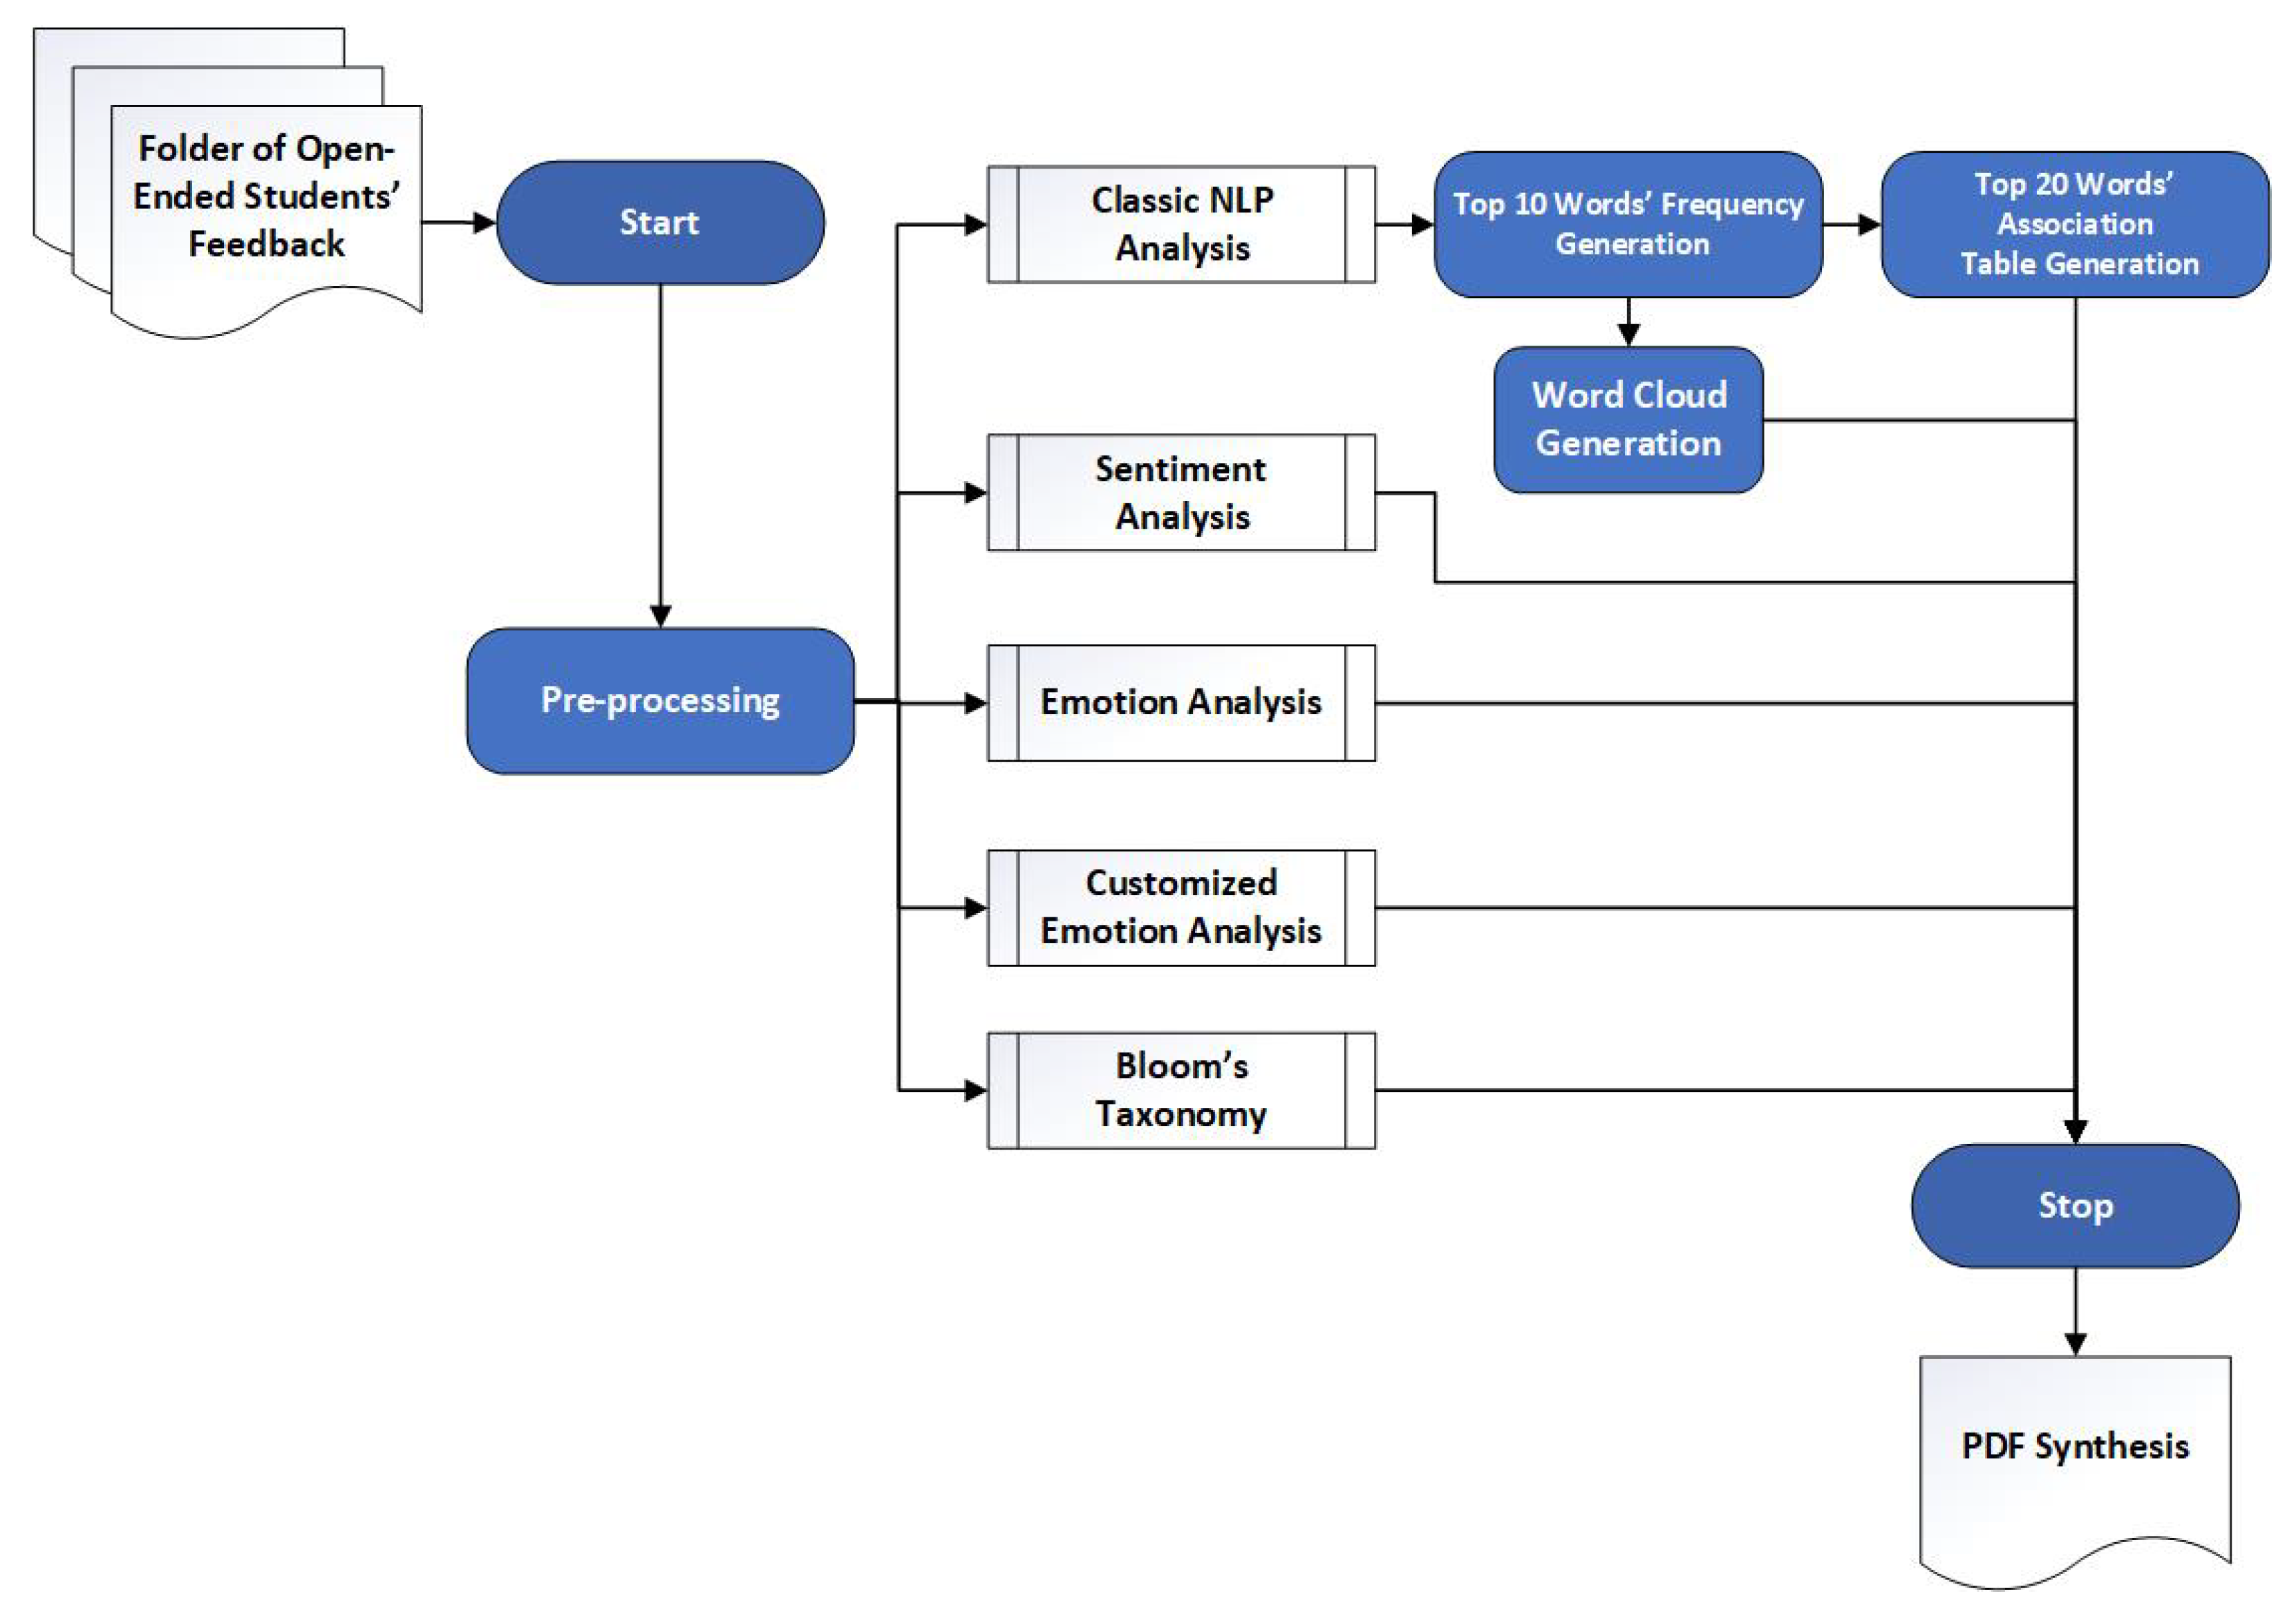 Folder of Open-
Ended Students’
Feedback
Start
Classic NLP
Analysis
Top 10 Words’ Frequency
Generation
Top 20 Words’
Association
Table Generation
Word Cloud
Generation
Sentiment
Analysis
Pre-processing
Emotion Analysis
Customized
Emotion Analysis
Bloom’s
Taxonomy
Stop
PDF Synthesis